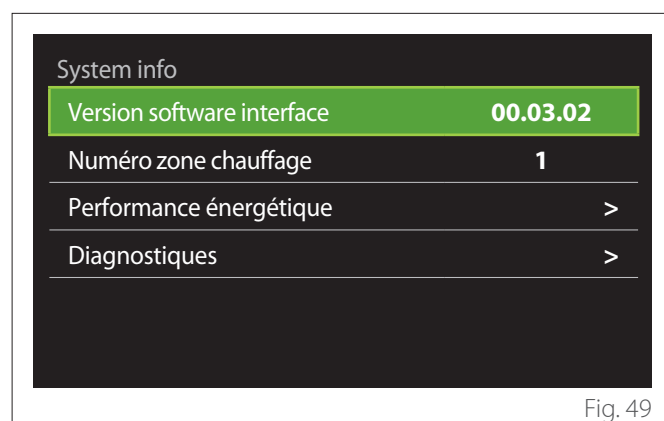 System info
Version software interface 00.03.02
Numéro zone chauffage 1
Performance énergétique >
Diagnostiques >
Fig. 49